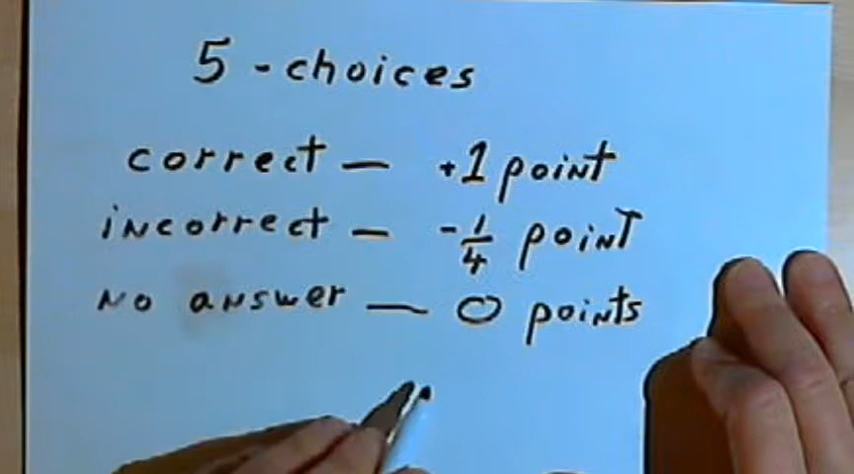 5 - choices
correct — +1 point
incorrect — -1/4 point
no answer — 0 points